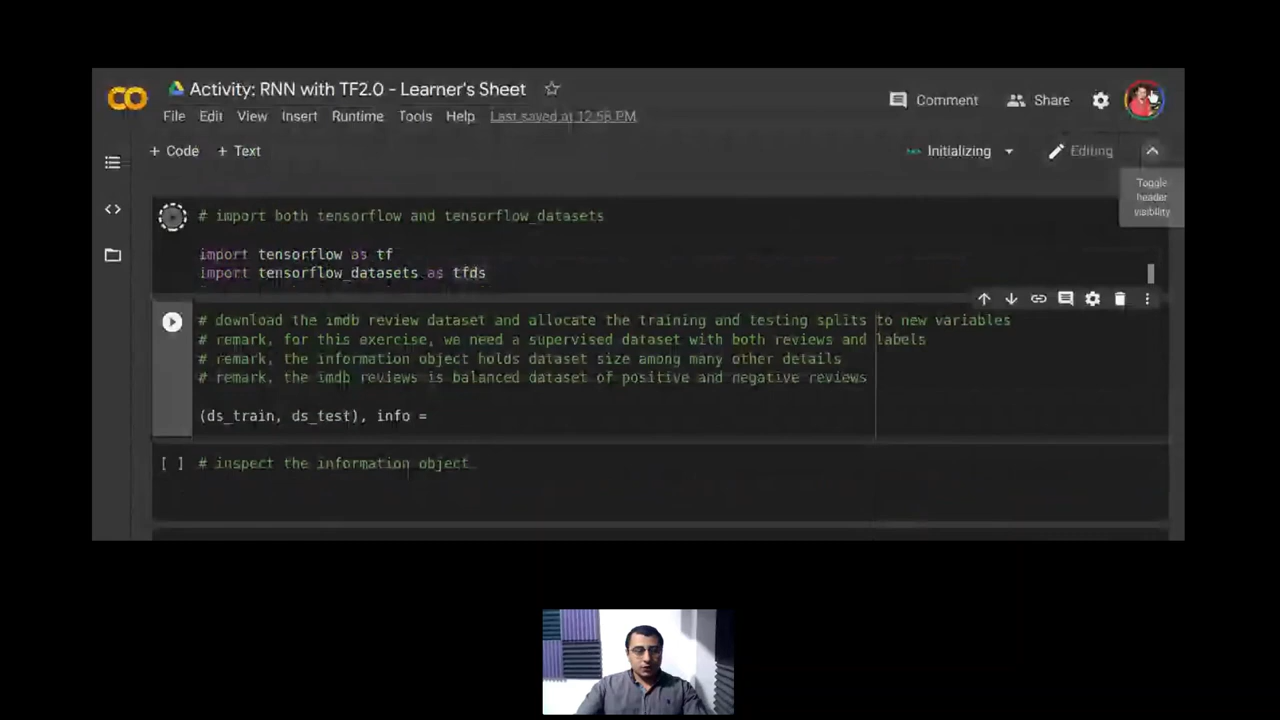 Activity: RNN with TF2.0 - Learner's Sheet
Comment Share
File Edit View Insert Runtime Tools Help Last saved at 12:58 PM
+ Code + Text
Initializing Editing
Toggle header visibility
# import both tensorflow and tensorflow_datasets
import tensorflow as tf
import tensorflow_datasets as tfds
# download the imdb review dataset and allocate the training and testing splits to new variables
# remark, for this exercise, we need a supervised dataset with both reviews and labels
# remark, the information object holds dataset size among many other details
# remark, the imdb reviews is balanced dataset of positive and negative reviews
(ds_train, ds_test), info =
[ ] # inspect the information object